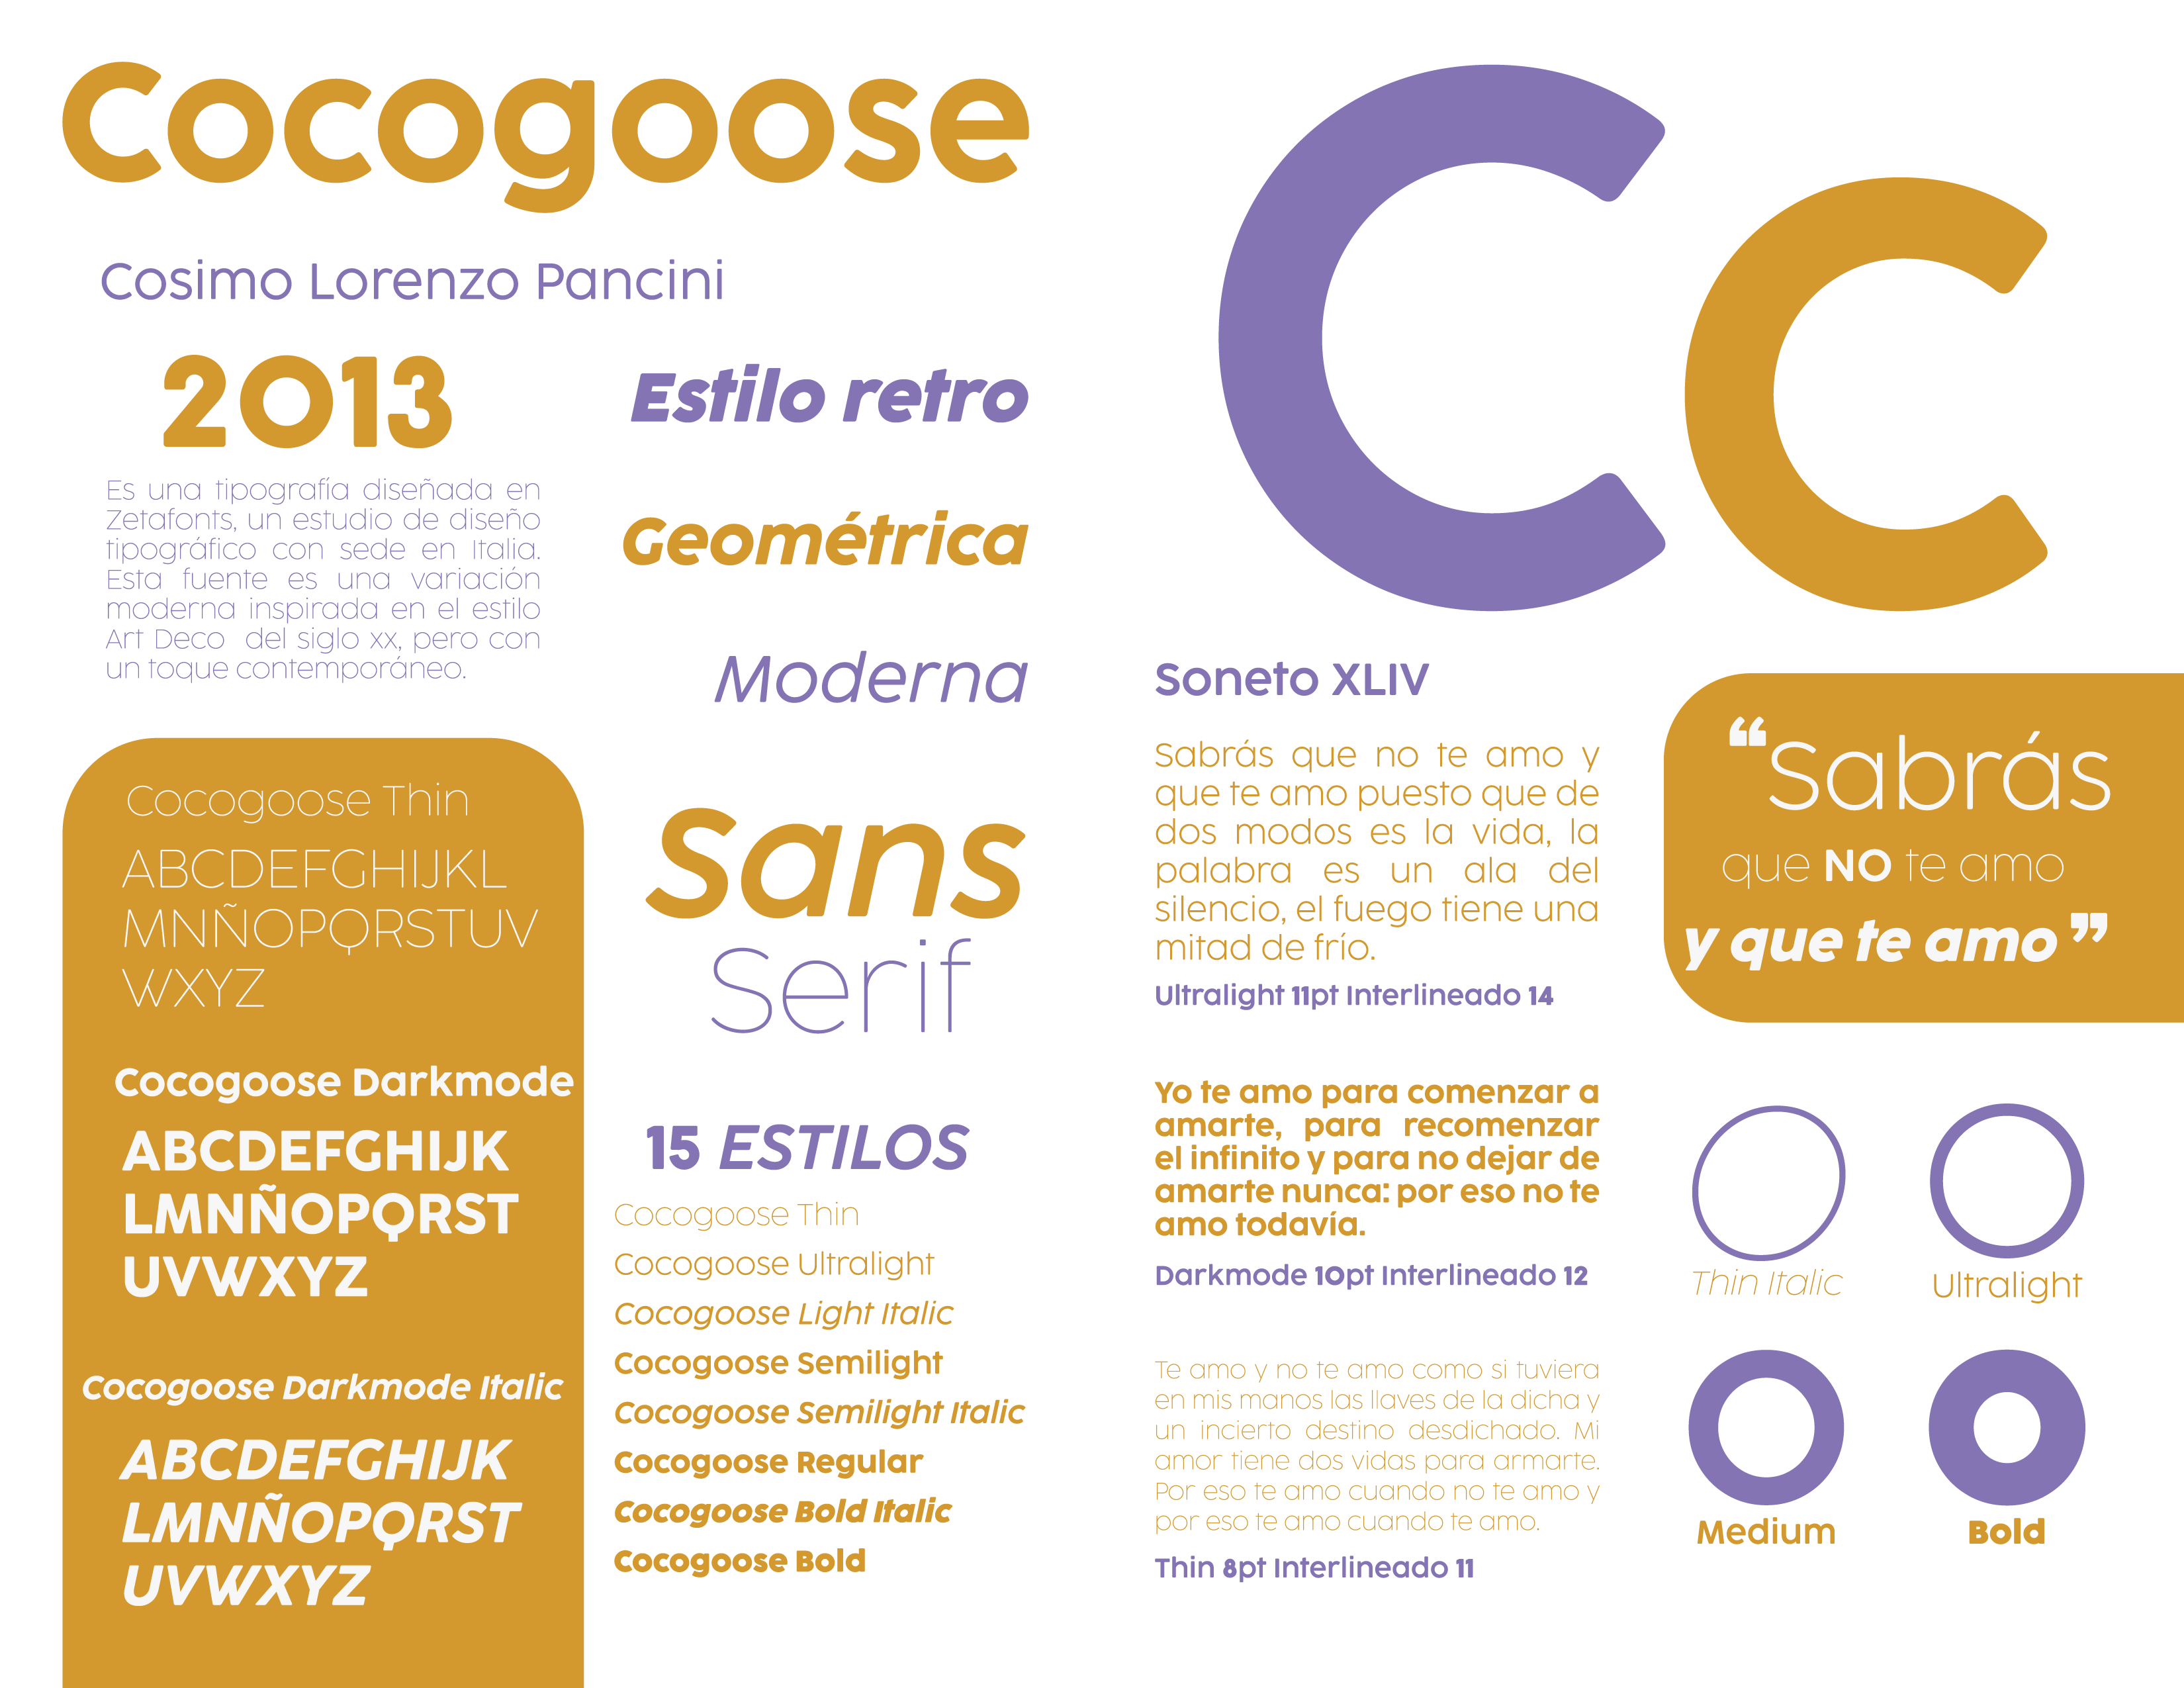 Cocogoose
Cosimo Lorenzo Pancini
2013
Es una tipografía diseñada en
Zetafonts, un estudio de diseño
tipográfico con sede en Italia.
Esta fuente es una variación
moderna inspirada en el estilo
Art Deco del siglo xx, pero con
un toque contemporáneo.
Estilo retro
Geométrica
Moderna
Sans
Serif
Cocogoose Thin
ABCDEFGHIJKL
MNÑOPQRSTUV
WXYZ
Cocogoose Darkmode
ABCDEFGHIJK
LMNÑOPQRST
UVWXYZ
Cocogoose Darkmode Italic
ABCDEFGHIJK
LMNÑOPQRST
UVWXYZ
15 ESTILOS
Cocogoose Thin
Cocogoose Ultralight
Cocogoose Light Italic
Cocogoose Semilight
Cocogoose Semilight Italic
Cocogoose Regular
Cocogoose Bold Italic
Cocogoose Bold
Cc
Soneto XLIV
Sabrás que no te amo y
que te amo puesto que de
dos modos es la vida, la
palabra es un ala del
silencio, el fuego tiene una
mitad de frío.
Ultralight 11pt Interlineado 14
Yo te amo para comenzar a
amarte, para recomenzar
el infinito y para no dejar de
amarte nunca: por eso no te
amo todavía.
Darkmode 10pt Interlineado 12
Te amo y no te amo como si tuviera
en mis manos las llaves de la dicha y
un incierto destino desdichado. Mi
amor tiene dos vidas para armarte.
Por eso te amo cuando no te amo y
por eso te amo cuando te amo.
Thin 8pt Interlineado 11
“Sabrás
que NO te amo
y que te amo”
O
Thin Italic
O
Ultralight
O
Medium
O
Bold